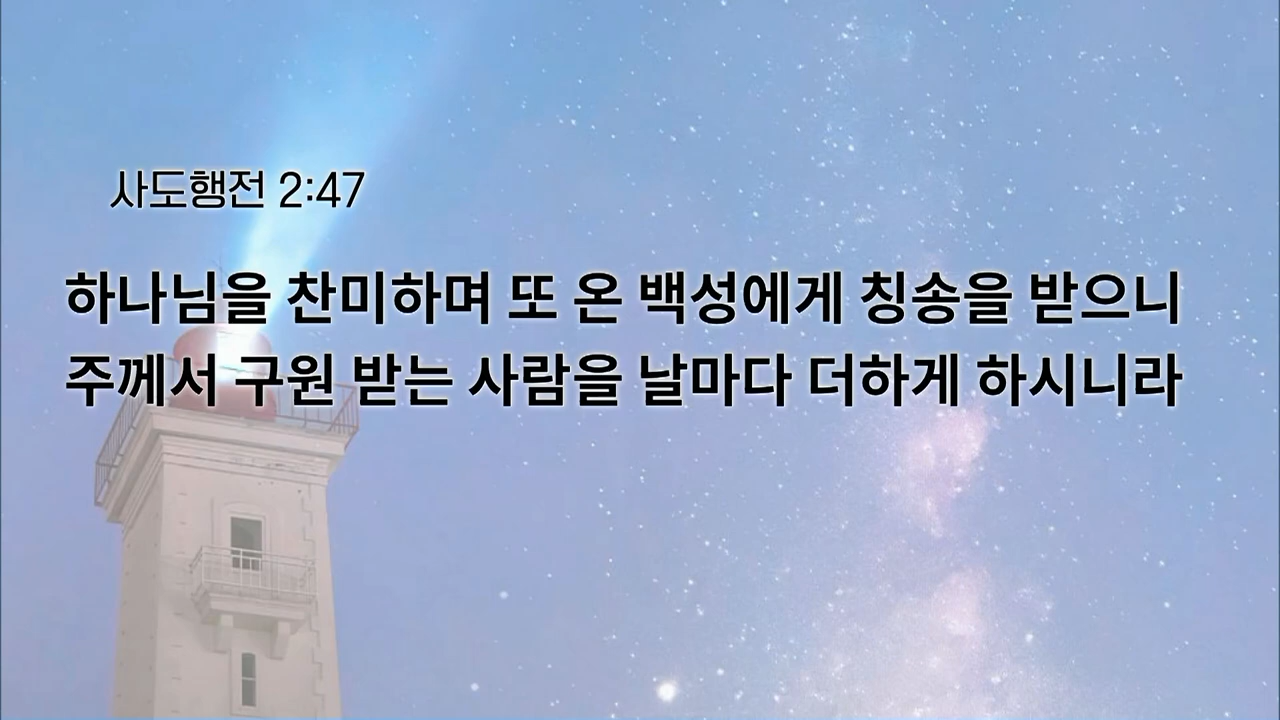 사도행전 2:47
하나님을 찬미하며 또 온 백성에게 칭송을 받으니
주께서 구원 받는 사람을 날마다 더하게 하시니라